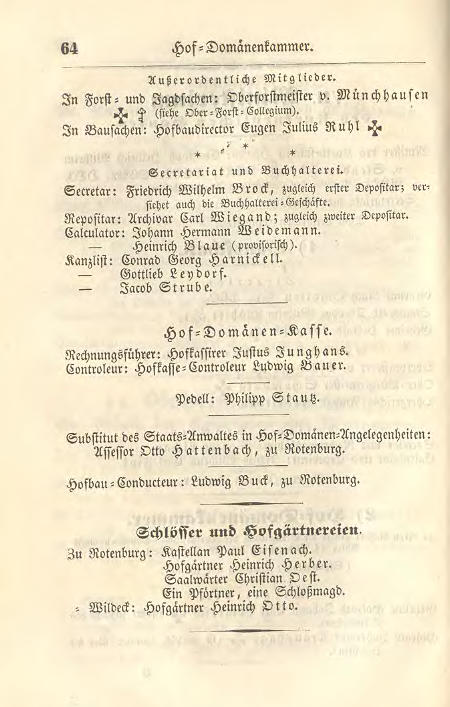 64 Hof=Domänenkammer.
Außerordentliche Mitglieder.
In Forst= und Jagdsachen: Oberforstmeister v. Münchhausen
(siehe Ober=Forst=Collegium).
In Bausachen: Hofbaudirector Eugen Julius Ruhl
* * * *
Secretariat und Buchhalterei.
Secretar: Friedrich Wilhelm Brock, zugleich erster Depositar; ver=
siehet auch die Buchhalterei=Geschäfte.
Repositar: Archivar Carl Wiegand; zugleich zweiter Depositar.
Calculator: Johann Hermann Weidemann.
— Heinrich Blaue (provisorisch).
Kanzlist: Conrad Georg Harnickell.
— Gottlieb Leydorf.
— Jacob Strube.
Hof=Domänen=Kasse.
Rechnungsführer: Hofkassirer Justus Junghans.
Controleur: Hofkasse=Controleur Ludwig Bauer.
Pedell: Philipp Stautz.
Substitut des Staats=Anwaltes in Hof=Domänen=Angelegenheiten:
Assessor Otto Hattenbach, zu Rotenburg.
Hofbau=Conducteur: Ludwig Buck, zu Rotenburg.
Schlösser und Hofgärtnereien.
Zu Rotenburg: Kastellan Paul Eisenach.
Hofgärtner Heinrich Herber.
Saalwärter Christian Dest.
Ein Pförtner, eine Schloßmagd.
= Wildeck: Hofgärtner Heinrich Otto.